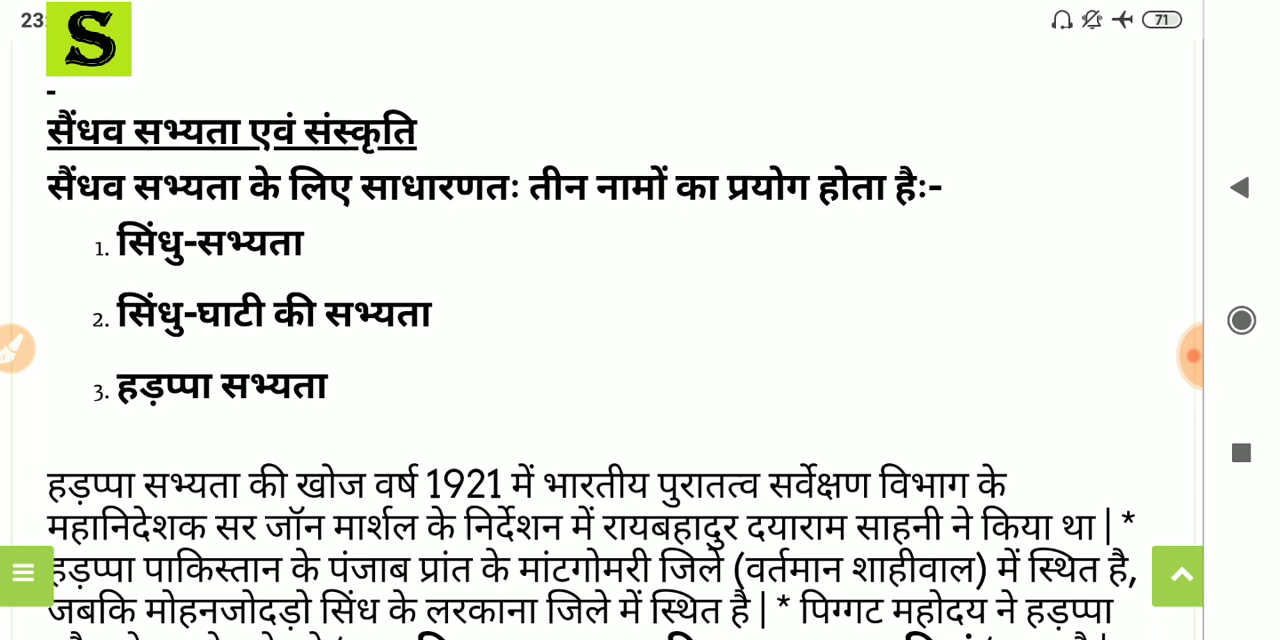 23
S
71
-
सैंधव सभ्यता एवं संस्कृति
सैंधव सभ्यता के लिए साधारणतः तीन नामों का प्रयोग होता हैः-
1. सिंधु-सभ्यता
2. सिंधु-घाटी की सभ्यता
3. हड़प्पा सभ्यता
हड़प्पा सभ्यता की खोज वर्ष 1921 में भारतीय पुरातत्व सर्वेक्षण विभाग के
महानिदेशक सर जॉन मार्शल के निर्देशन में रायबहादुर दयाराम साहनी ने किया था | *
हड़प्पा पाकिस्तान के पंजाब प्रांत के मांटगोमरी जिले (वर्तमान शाहीवाल) में स्थित है,
जबकि मोहनजोदड़ो सिंध के लरकाना जिले में स्थित है | * पिग्गट महोदय ने हड़प्पा